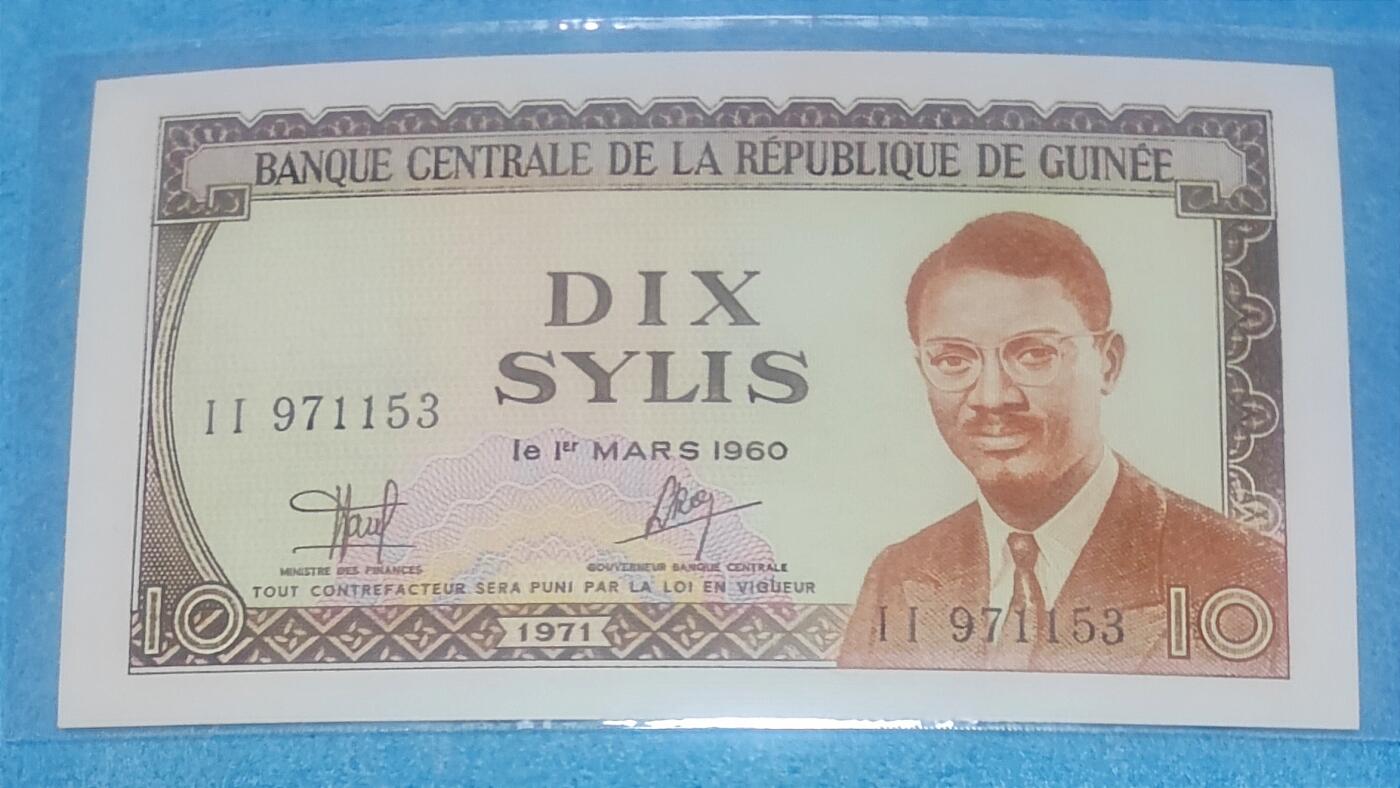 BANQUE CENTRALE DE LA RÉPUBLIQUE DE GUINÉE
DIX
SYLIS
II 971153
le 1er MARS 1960
MINISTRE DES FINANCES
GOUVERNEUR BANQUE CENTRALE
TOUT CONTREFACTEUR SERA PUNI PAR LA LOI EN VIGUEUR
10
1971
II 971153
10